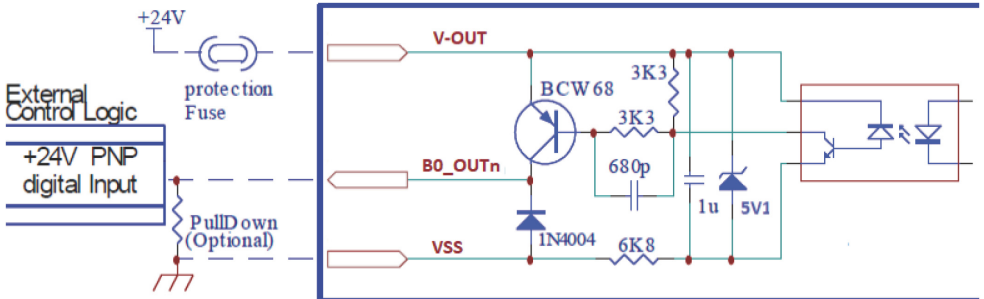 +24V
V-OUT
protection
Fuse
3K3
BCW68
3K3
External
Control Logic
+24V PNP
digital Input
B0_OUTn
680p
1u
5V1
PullDown
(Optional)
1N4004
VSS
6K8